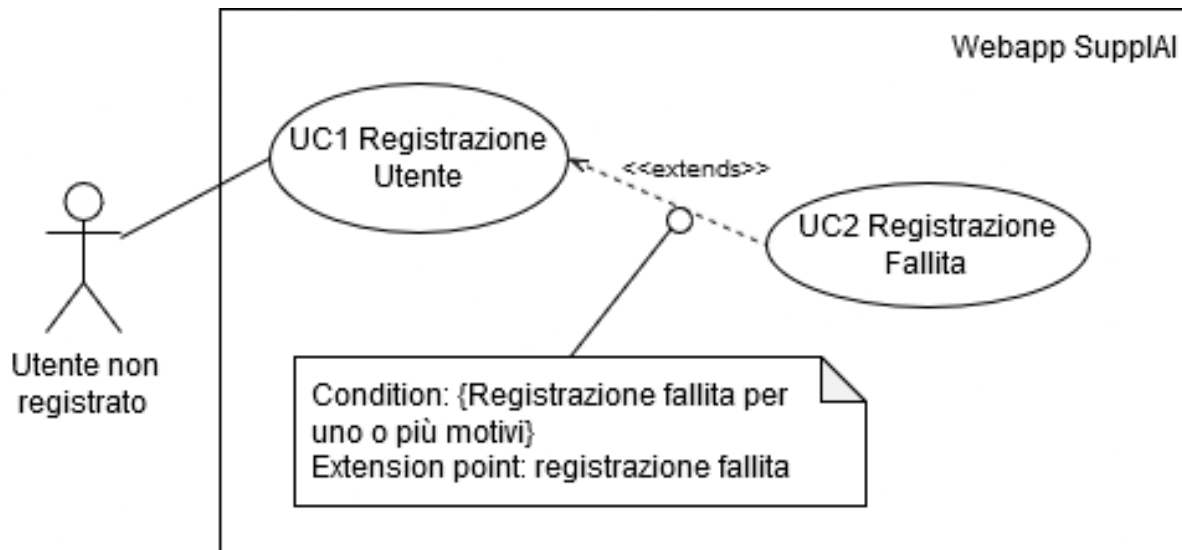 Webapp SupplAI
UC1 Registrazione
Utente
<<extends>>
UC2 Registrazione
Fallita
Utente non
registrato
Condition: {Registrazione fallita per
uno o più motivi}
Extension point: registrazione fallita